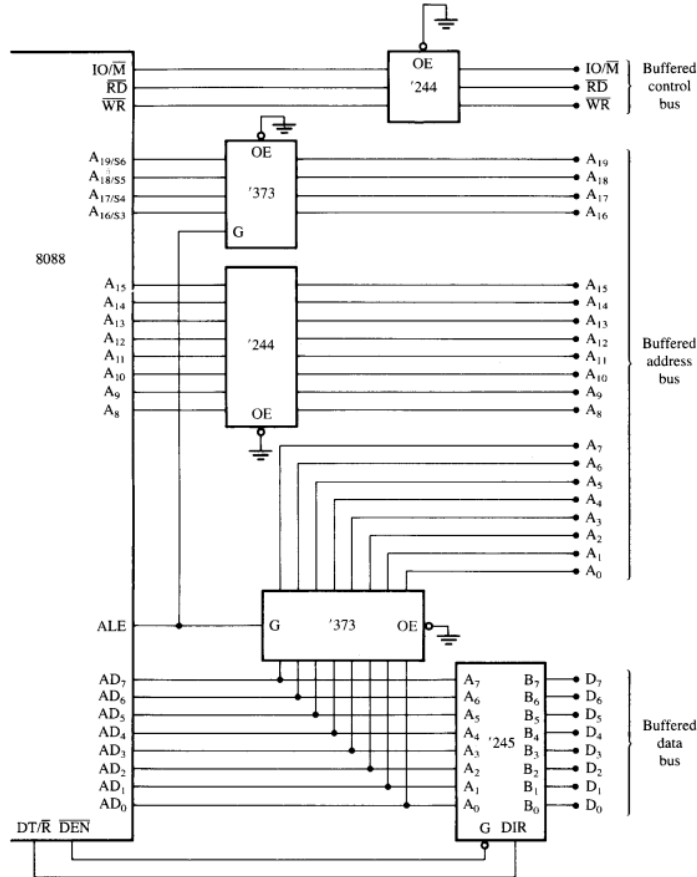 IO/M̅ OE IO/M̅
R̅D̅ '244 R̅D̅
W̅R̅ W̅R̅
Buffered
control
bus
A19/S6 OE A19
A18/S5 A18
A17/S4 '373 A17
A16/S3 A16
G
8088
A15 A15
A14 A14
A13 A13
A12 '244 A12
A11 A11
A10 A10
A9 A9
A8 OE A8
Buffered
address
bus
A7
A6
A5
A4
A3
A2
A1
A0
ALE G '373 OE
AD7 A7 B7 D7
AD6 A6 B6 D6
AD5 A5 B5 D5
AD4 A4 '245 B4 D4
AD3 A3 B3 D3
AD2 A2 B2 D2
AD1 A1 B1 D1
AD0 A0 B0 D0
Buffered
data
bus
DT/R̅ D̅E̅N̅ G DIR